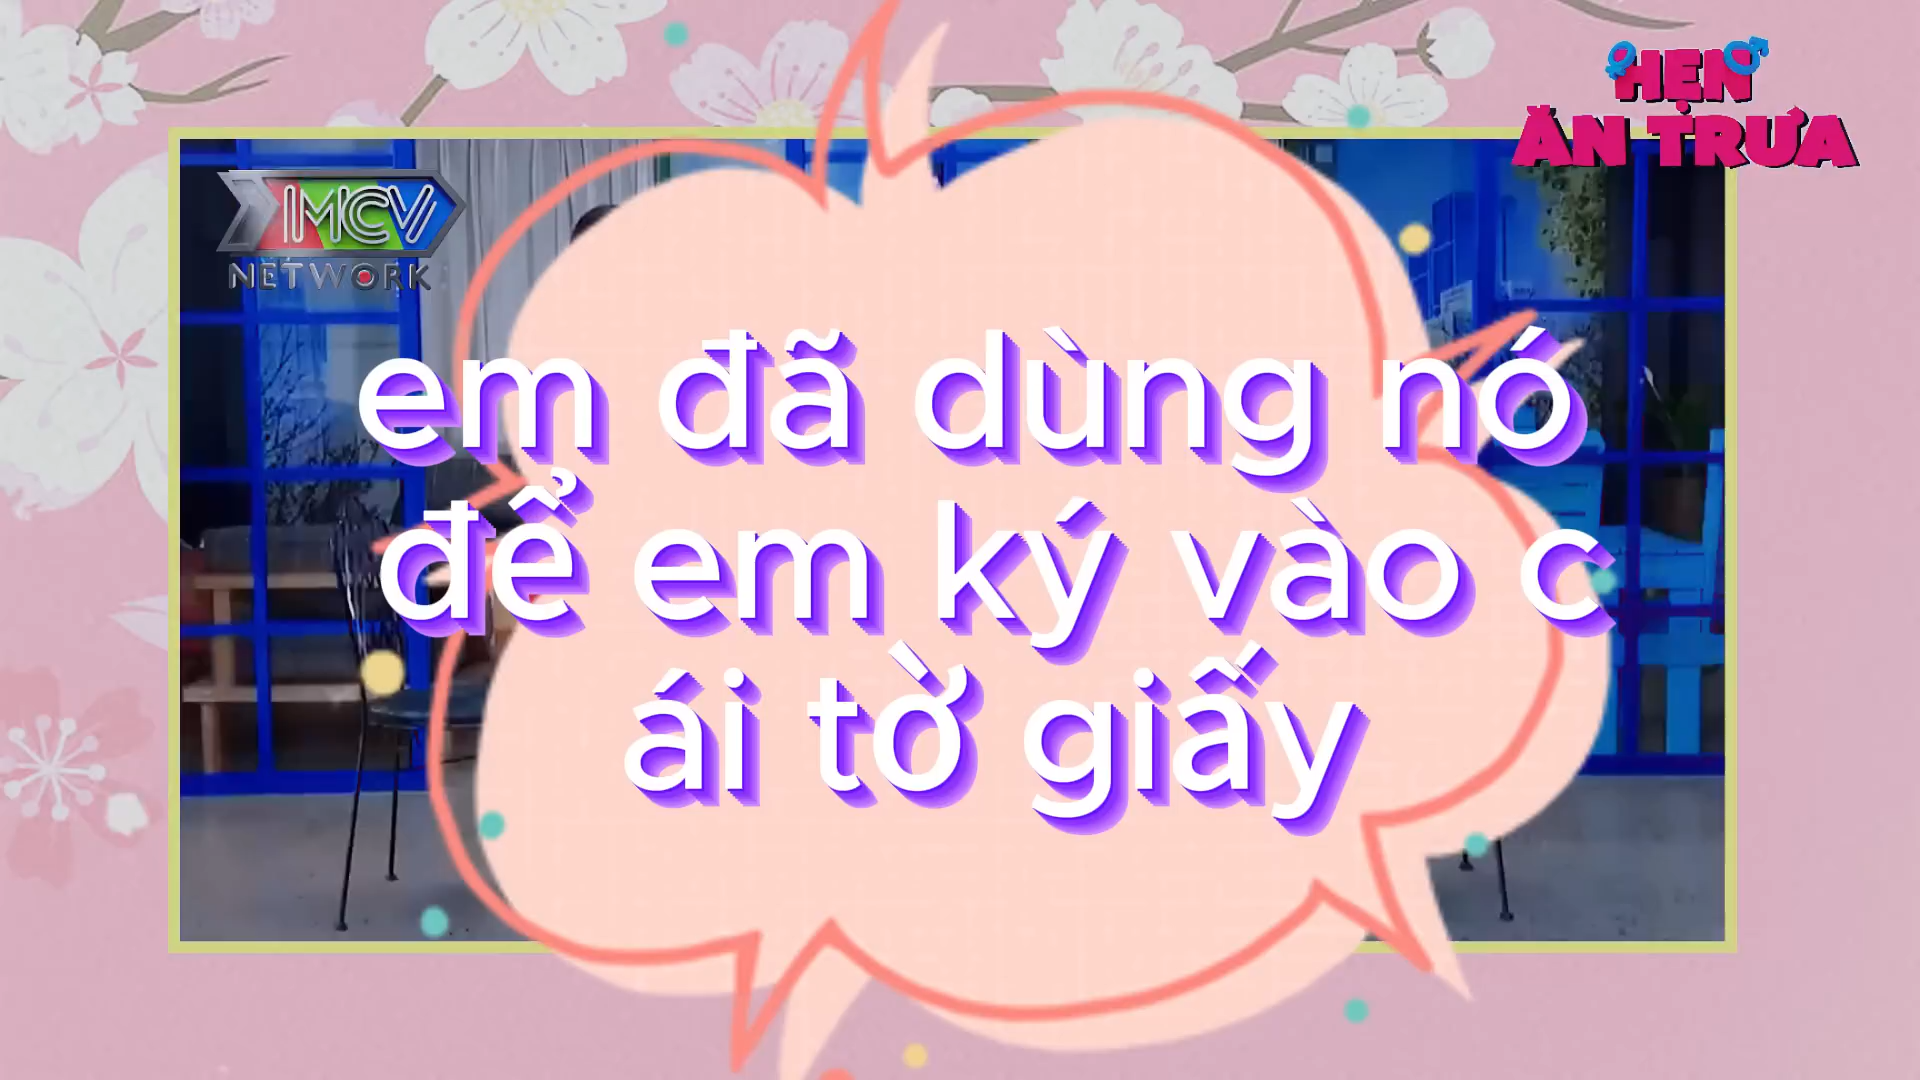 HẸN
ĂN TRƯA
MCV
NETWORK
em đã dùng nó
để em ký vào c
ái tờ giấy